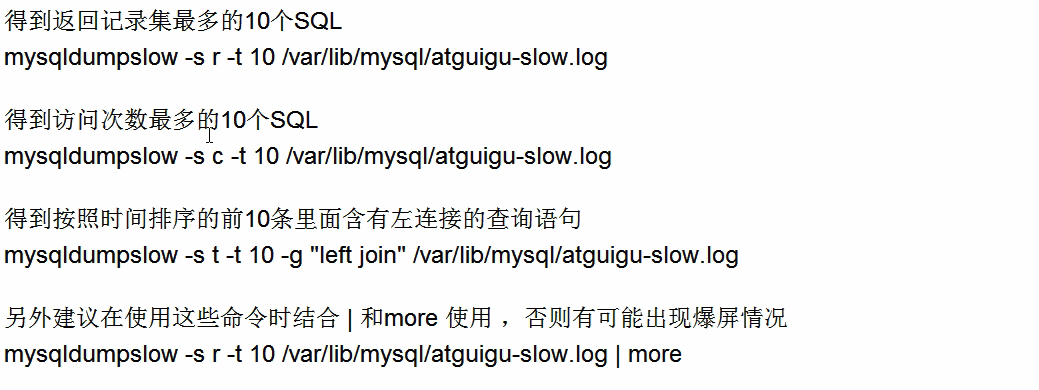 得到返回记录集最多的10个SQL
mysqldumpslow -s r -t 10 /var/lib/mysql/atguigu-slow.log
得到访问次数最多的10个SQL
mysqldumpslow -s c -t 10 /var/lib/mysql/atguigu-slow.log
得到按照时间排序的前10条里面含有左连接的查询语句
mysqldumpslow -s t -t 10 -g "left join" /var/lib/mysql/atguigu-slow.log
另外建议在使用这些命令时结合 | 和more 使用 ，否则有可能出现爆屏情况
mysqldumpslow -s r -t 10 /var/lib/mysql/atguigu-slow.log | more